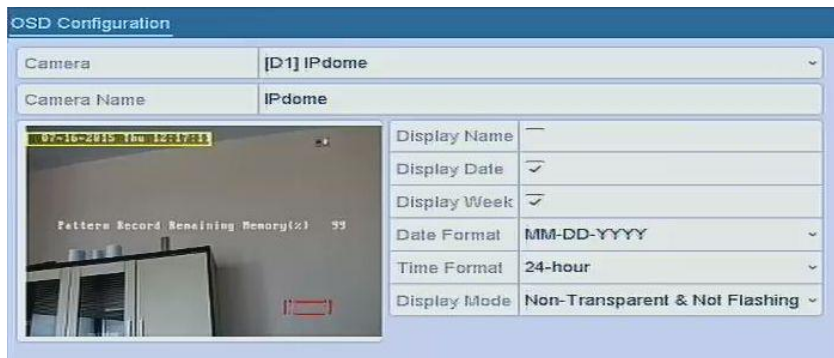 OSD Configuration
Camera [D1] IPdome
Camera Name IPdome
07-16-2015 Thu 12:17:11
Display Name
Display Date
Display Week
Pattern Record Remaining Memory(%) 99
Date Format MM-DD-YYYY
Time Format 24-hour
Display Mode Non-Transparent & Not Flashing